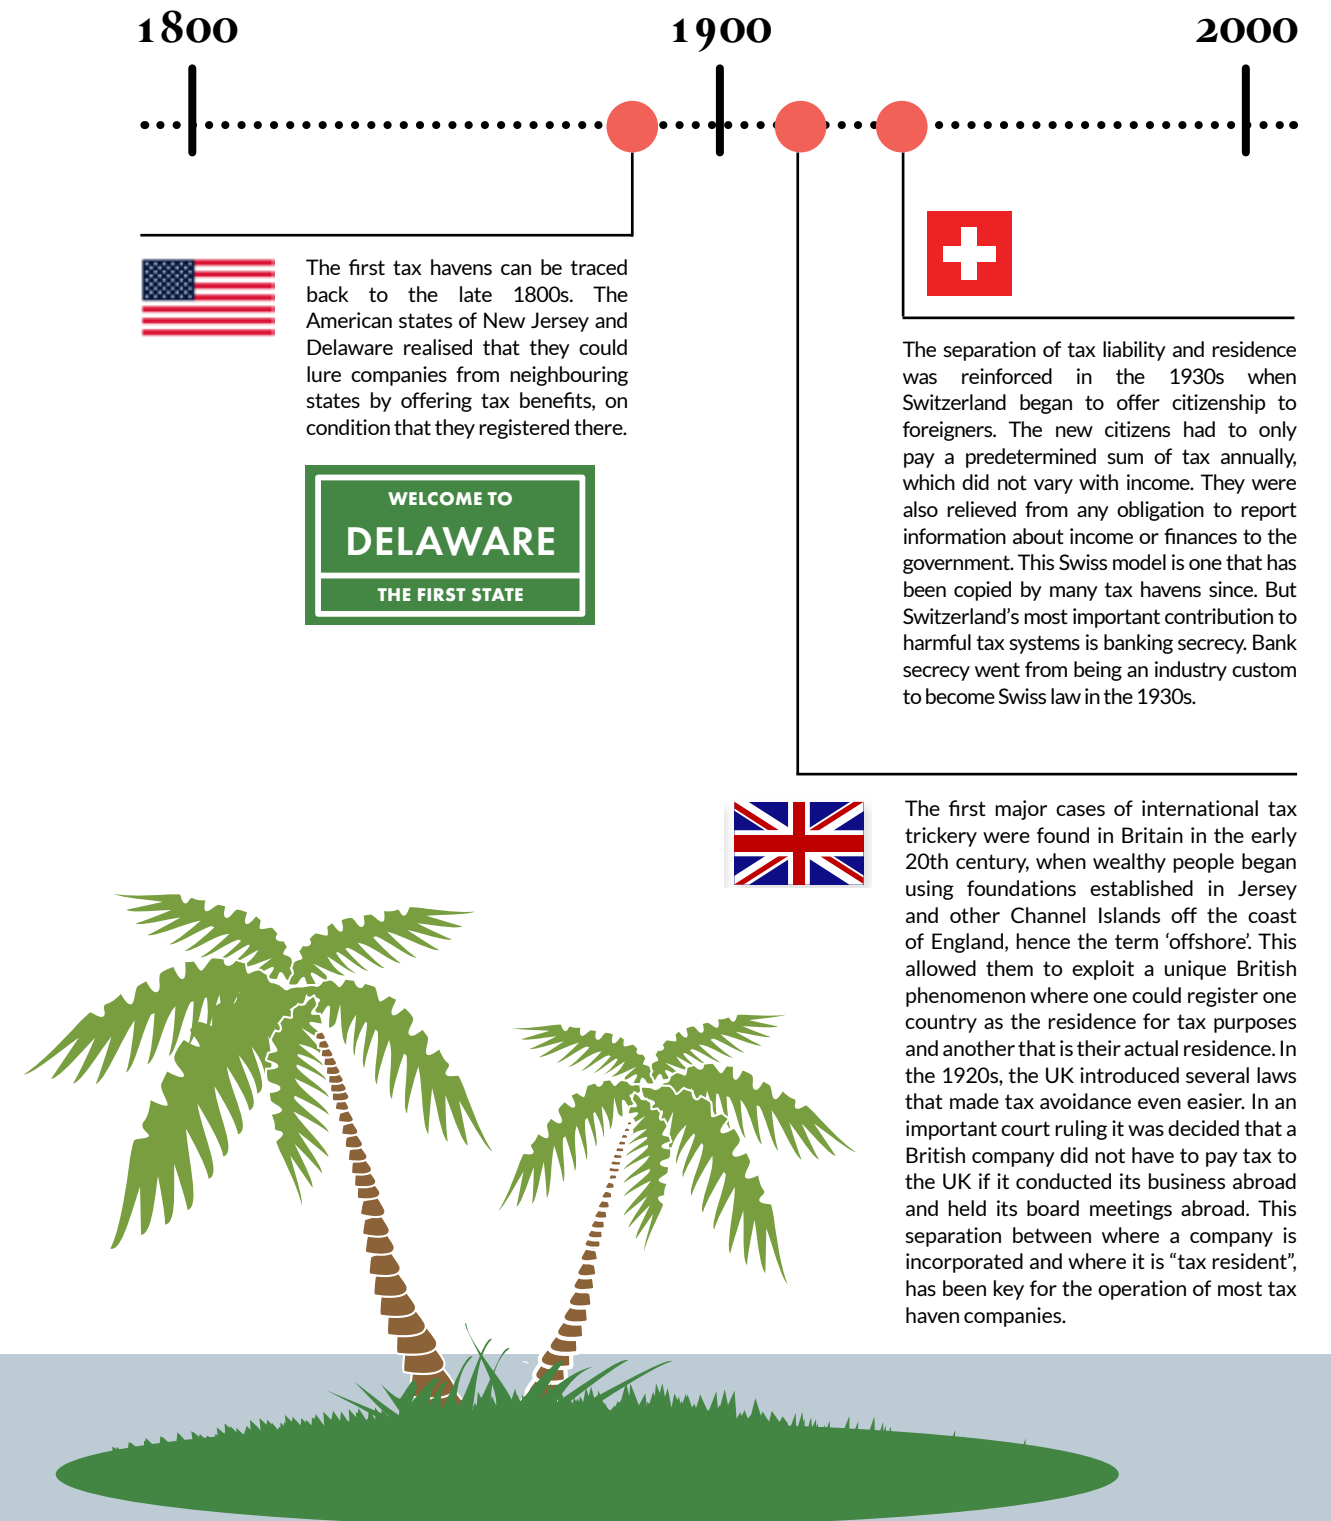 1800
1900
2000
The first tax havens can be traced
back to the late 1800s. The
American states of New Jersey and
Delaware realised that they could
lure companies from neighbouring
states by offering tax benefits, on
condition that they registered there.
WELCOME TO
DELAWARE
THE FIRST STATE
The separation of tax liability and residence
was reinforced in the 1930s when
Switzerland began to offer citizenship to
foreigners. The new citizens had to only
pay a predetermined sum of tax annually,
which did not vary with income. They were
also relieved from any obligation to report
information about income or finances to the
government. This Swiss model is one that has
been copied by many tax havens since. But
Switzerland's most important contribution to
harmful tax systems is banking secrecy. Bank
secrecy went from being an industry custom
to become Swiss law in the 1930s.
The first major cases of international tax
trickery were found in Britain in the early
20th century, when wealthy people began
using foundations established in Jersey
and other Channel Islands off the coast
of England, hence the term ‘offshore’. This
allowed them to exploit a unique British
phenomenon where one could register one
country as the residence for tax purposes
and another that is their actual residence. In
the 1920s, the UK introduced several laws
that made tax avoidance even easier. In an
important court ruling it was decided that a
British company did not have to pay tax to
the UK if it conducted its business abroad
and held its board meetings abroad. This
separation between where a company is
incorporated and where it is “tax resident”,
has been key for the operation of most tax
haven companies.